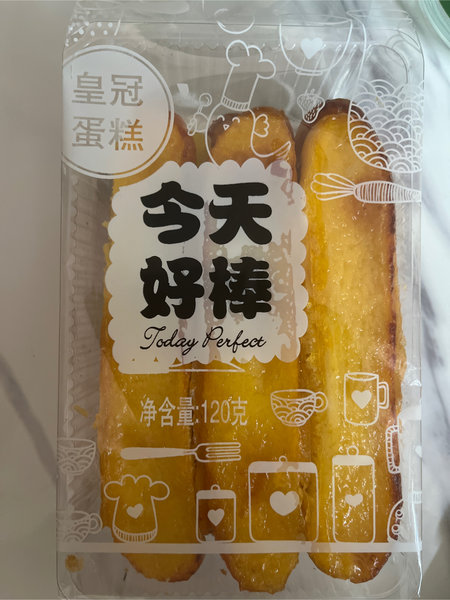 皇冠
蛋糕
今天
好棒
Today Perfect
净含量:120克